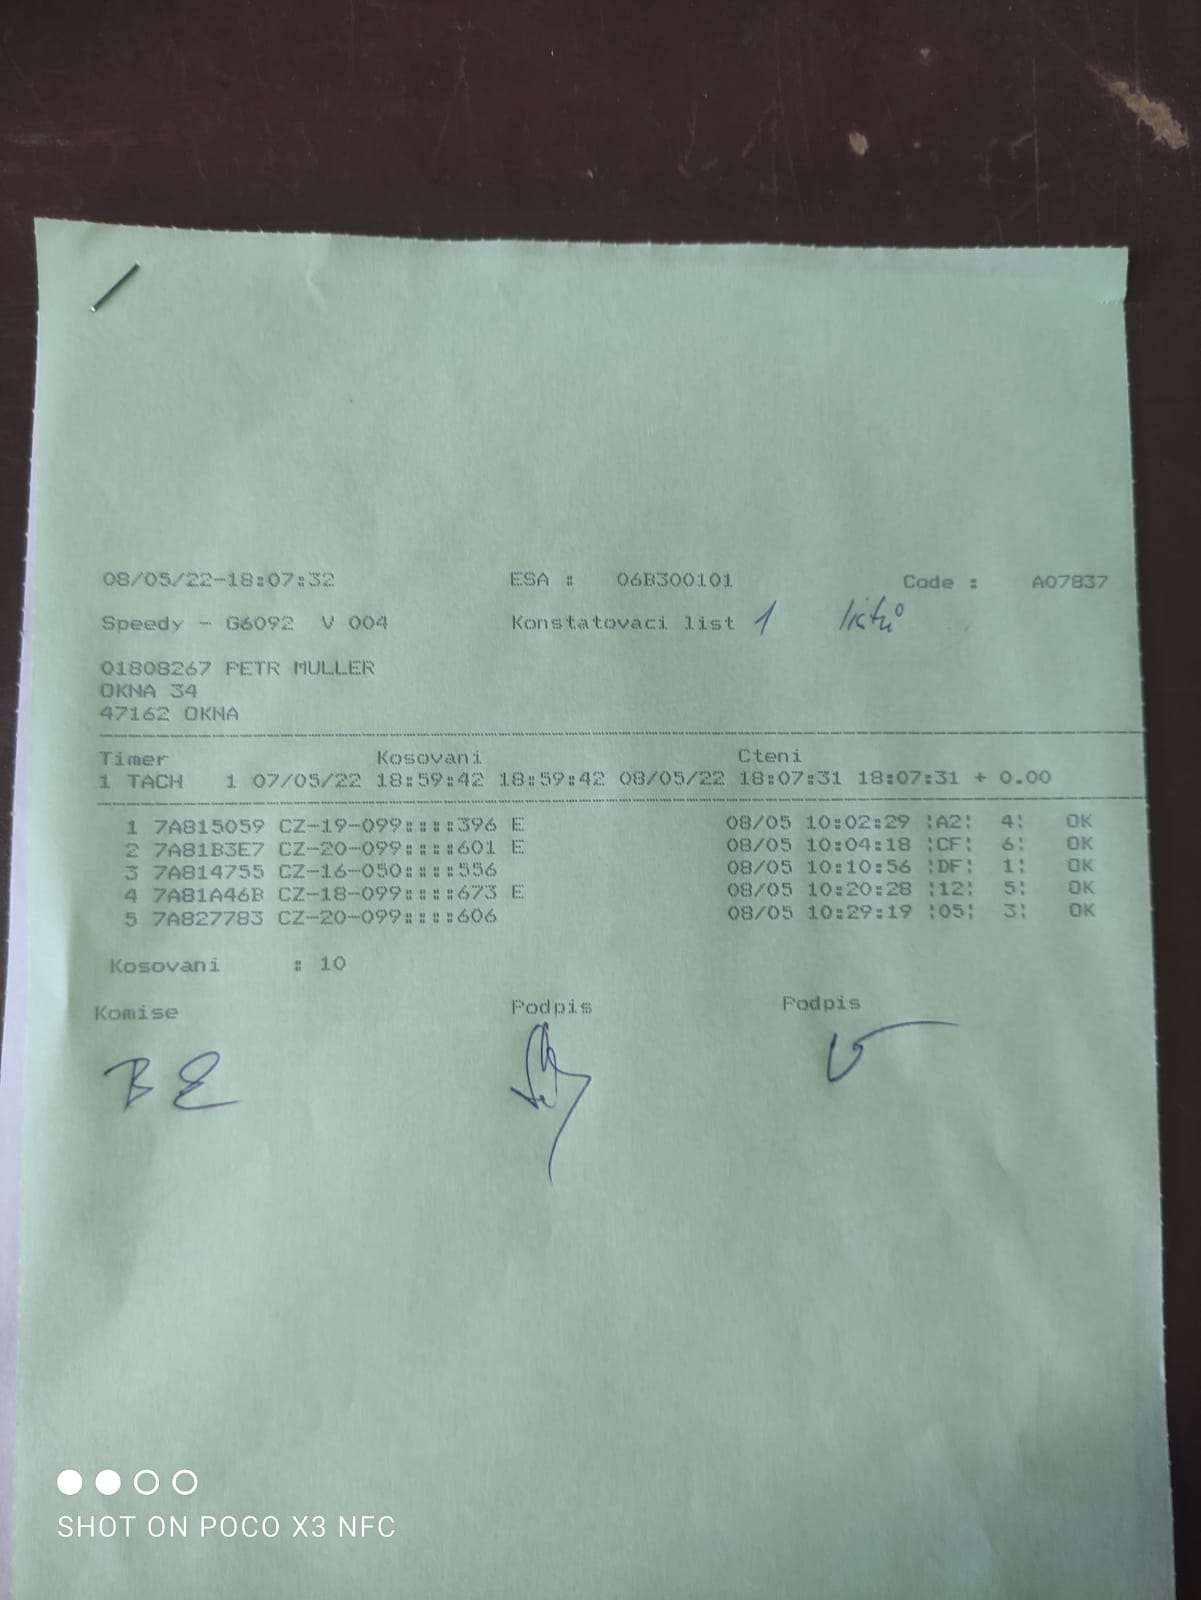 08/05/22-18:07:32 ESA : 06B300101 Code : A07837
Speedy - G6092 V 004 Konstatovaci list 1 listů
01808267 PETR MULLER
OKNA 34
47162 OKNA
Timer Kosovani Cteni
1 TACH 1 07/05/22 18:59:42 18:59:42 08/05/22 18:07:31 18:07:31 + 0.00
1 7A815059 CZ-19-099::::396 E 08/05 10:02:29 ¦A2¦ 4¦ OK
2 7A81B3E7 CZ-20-099::::601 E 08/05 10:04:18 ¦CF¦ 6¦ OK
3 7A814755 CZ-16-050::::556 08/05 10:10:56 ¦DF¦ 1¦ OK
4 7A81A46B CZ-18-099::::673 E 08/05 10:20:28 ¦12¦ 5¦ OK
5 7A827783 CZ-20-099::::606 08/05 10:29:19 ¦05¦ 3¦ OK
Kosovani : 10
Komise Podpis Podpis
SHOT ON POCO X3 NFC